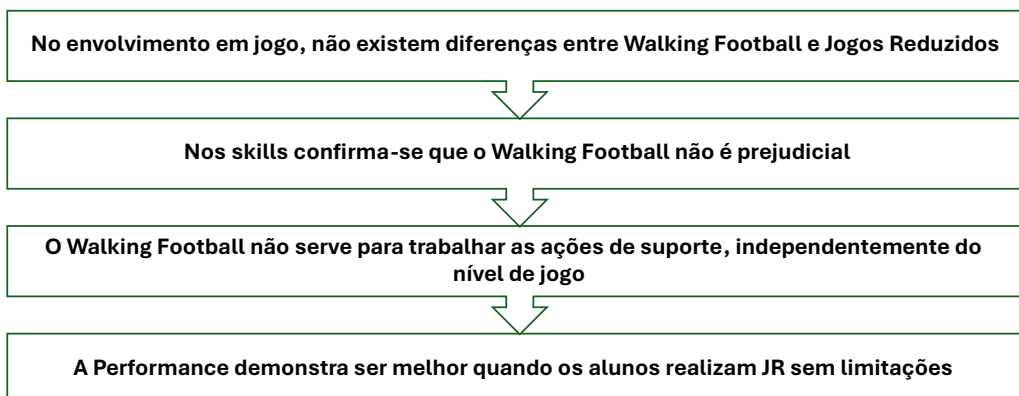 No envolvimento em jogo, não existem diferenças entre Walking Football e Jogos Reduzidos
Nos skills confirma-se que o Walking Football não é prejudicial
O Walking Football não serve para trabalhar as ações de suporte, independentemente do
nível de jogo
A Performance demonstra ser melhor quando os alunos realizam JR sem limitações